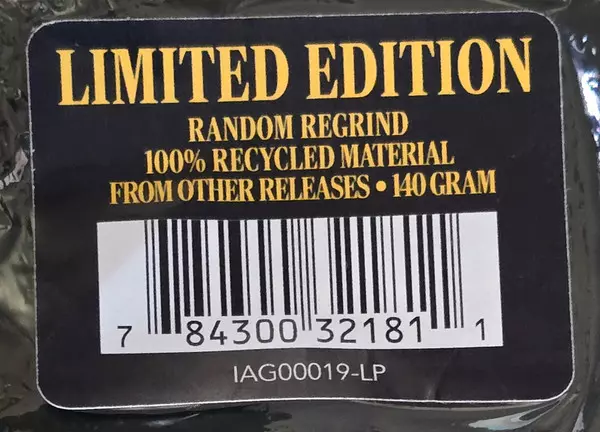 LIMITED EDITION
RANDOM REGRIND
100% RECYCLED MATERIAL
FROM OTHER RELEASES • 140 GRAM
7 84300 32181 1
IAG00019-LP